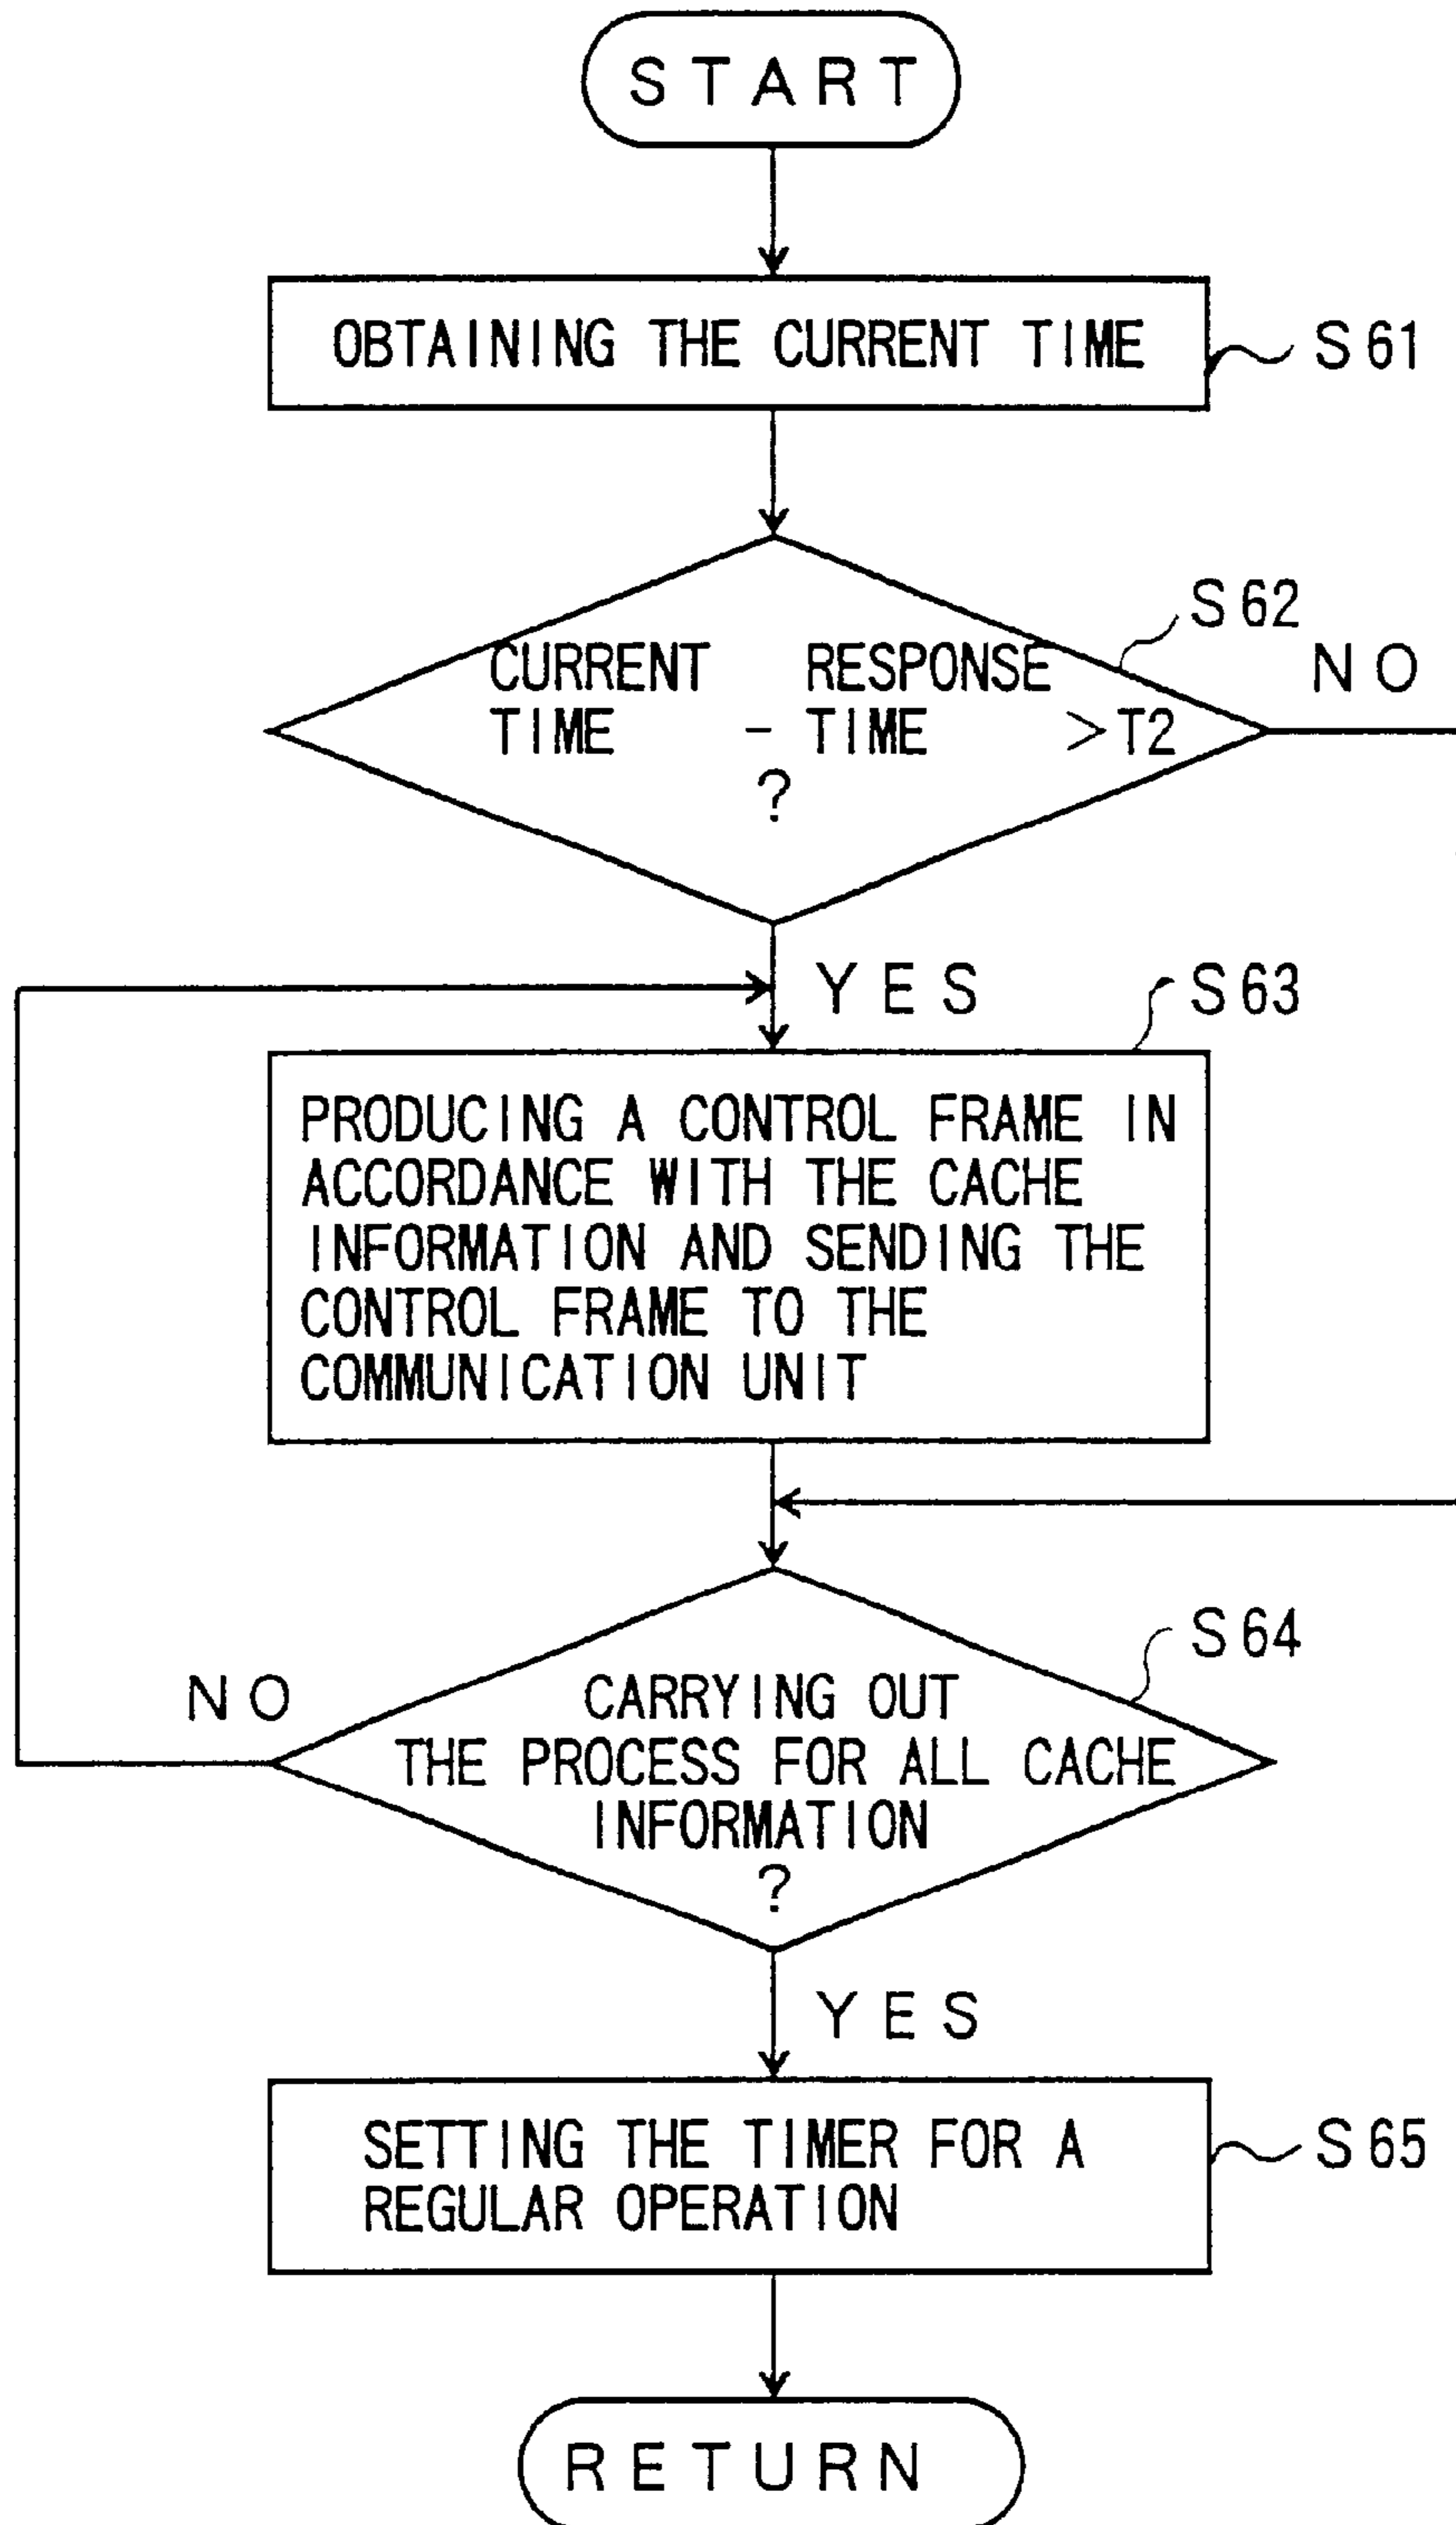 START
OBTAINING THE CURRENT TIME
S61
S62
CURRENT RESPONSE
NO
TIME - TIME >T2
?
YES
S63
PRODUCING A CONTROL FRAME IN
ACCORDANCE WITH THE CACHE
INFORMATION AND SENDING THE
CONTROL FRAME TO THE
COMMUNICATION UNIT
S64
NO
CARRYING OUT
THE PROCESS FOR ALL CACHE
INFORMATION
?
YES
SETTING THE TIMER FOR A
REGULAR OPERATION
S65
RETURN